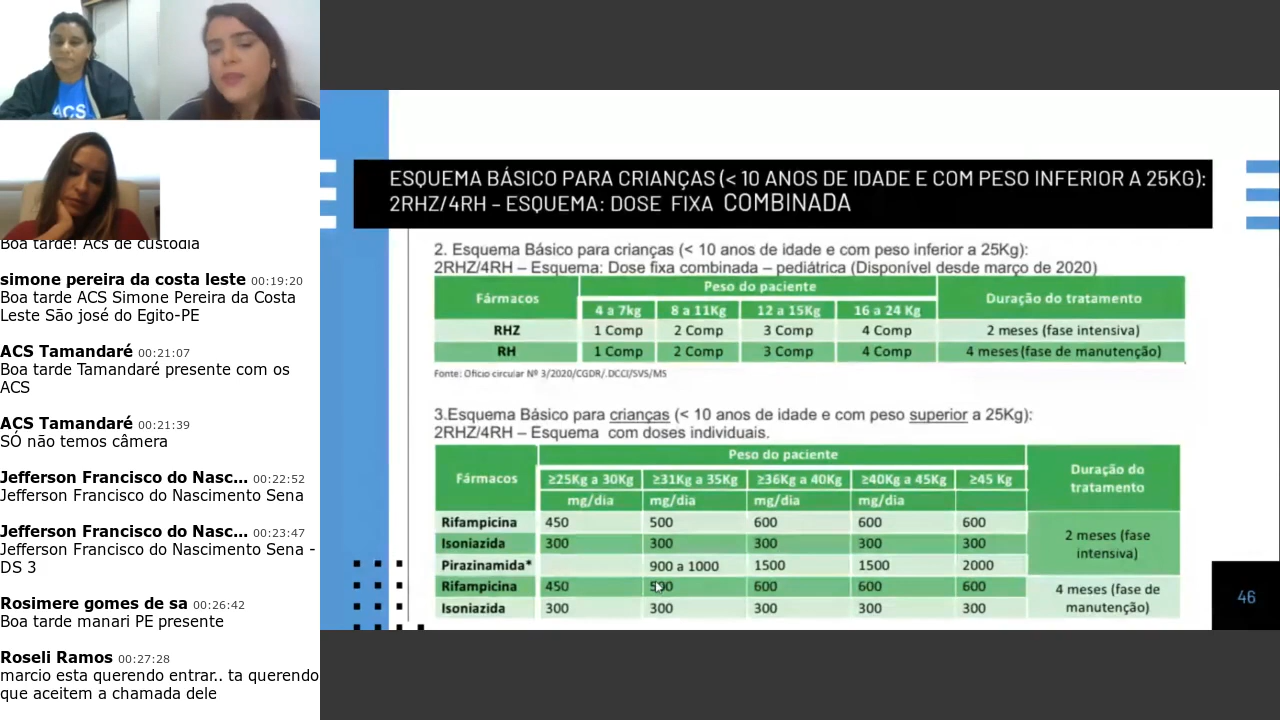 ACS
Boa tarde! Acs de custodia
simone pereira da costa leste 00:19:20
Boa tarde ACS Simone Pereira da Costa
Leste São josé do Egito-PE
ACS Tamandaré 00:21:07
Boa tarde Tamandaré presente com os
ACS
ACS Tamandaré 00:21:39
SÓ não temos câmera
Jefferson Francisco do Nasc... 00:22:52
Jefferson Francisco do Nascimento Sena
Jefferson Francisco do Nasc... 00:23:47
Jefferson Francisco do Nascimento Sena -
DS 3
Rosimere gomes de sa 00:26:42
Boa tarde manari PE presente
Roseli Ramos 00:27:28
marcio esta querendo entrar.. ta querendo
que aceitem a chamada dele
ESQUEMA BÁSICO PARA CRIANÇAS (< 10 ANOS DE IDADE E COM PESO INFERIOR A 25KG):
2RHZ/4RH – ESQUEMA: DOSE FIXA COMBINADA
2. Esquema Básico para crianças (< 10 anos de idade e com peso inferior a 25Kg):
2RHZ/4RH – Esquema: Dose fixa combinada – pediátrica (Disponível desde março de 2020)
Fármacos Peso do paciente Duração do tratamento
4 a 7kg 8 a 11Kg 12 a 15Kg 16 a 24 Kg
RHZ 1 Comp 2 Comp 3 Comp 4 Comp 2 meses (fase intensiva)
RH 1 Comp 2 Comp 3 Comp 4 Comp 4 meses (fase de manutenção)
Fonte: Ofício circular Nº 3/2020/CGDR/.DCCI/SVS/MS
3.Esquema Básico para crianças (< 10 anos de idade e com peso superior a 25Kg):
2RHZ/4RH – Esquema com doses individuais.
Fármacos Peso do paciente Duração do
tratamento
≥25Kg a 30Kg ≥31Kg a 35Kg ≥36Kg a 40Kg ≥40Kg a 45Kg ≥45 Kg
mg/dia mg/dia mg/dia mg/dia
Rifampicina 450 500 600 600 600
Isoniazida 300 300 300 300 300
2 meses (fase
intensiva)
Pirazinamida* 900 a 1000 1500 1500 2000
Rifampicina 450 500 600 600 600
Isoniazida 300 300 300 300 300
4 meses (fase de
manutenção)
46